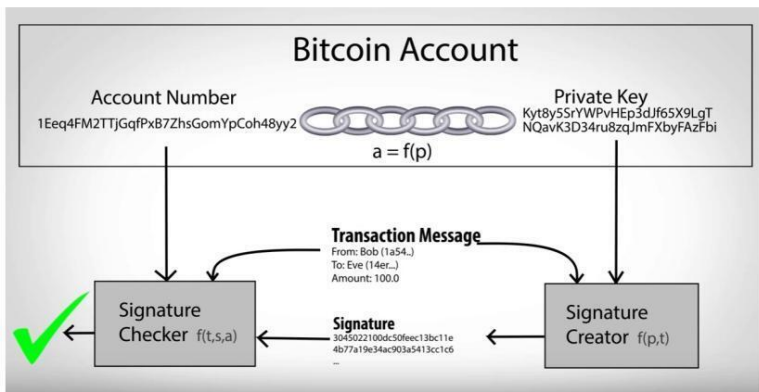 Bitcoin Account
Account Number
1Eeq4FM2TTjGqfPxB7ZhsGomYpCoh48yy2
Private Key
Kyt8y5SrYWPvHEp3dJf65X9LgT
NQavK3D34ru8zqJmFXbyFAzFbi
a = f(p)
Transaction Message
From: Bob (1a54..)
To: Eve (14er...)
Amount: 100.0
Signature
Checker f(t,s,a)
Signature
3045022100dc50feec13bc11e
4b77a19e34ac903a5413cc1c6
...
Signature
Creator f(p,t)